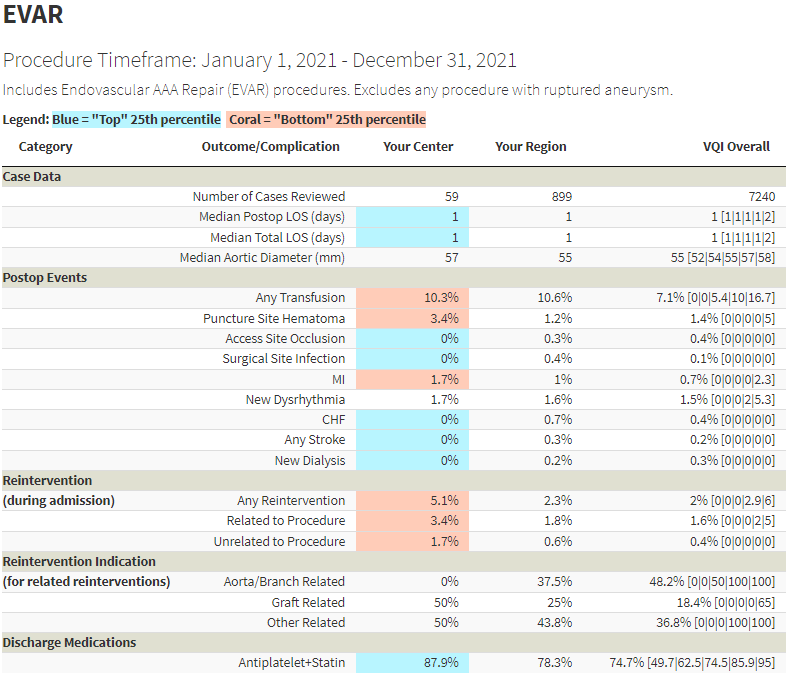 EVAR
Procedure Timeframe: January 1, 2021 - December 31, 2021
Includes Endovascular AAA Repair (EVAR) procedures. Excludes any procedure with ruptured aneurysm.
Legend: Blue = "Top" 25th percentile Coral = "Bottom" 25th percentile
Category Outcome/Complication Your Center Your Region VQI Overall
Case Data
Number of Cases Reviewed 59 899 7240
Median Postop LOS (days) 1 1 1 [1|1|1|1|2]
Median Total LOS (days) 1 1 1 [1|1|1|1|2]
Median Aortic Diameter (mm) 57 55 55 [52|54|55|57|58]
Postop Events
Any Transfusion 10.3% 10.6% 7.1% [0|0|5.4|10|16.7]
Puncture Site Hematoma 3.4% 1.2% 1.4% [0|0|0|0|5]
Access Site Occlusion 0% 0.3% 0.4% [0|0|0|0|0]
Surgical Site Infection 0% 0.4% 0.1% [0|0|0|0|0]
MI 1.7% 1% 0.7% [0|0|0|0|2.3]
New Dysrhythmia 1.7% 1.6% 1.5% [0|0|0|2|5.3]
CHF 0% 0.7% 0.4% [0|0|0|0|0]
Any Stroke 0% 0.3% 0.2% [0|0|0|0|0]
New Dialysis 0% 0.2% 0.3% [0|0|0|0|0]
Reintervention
(during admission) Any Reintervention 5.1% 2.3% 2% [0|0|0|2.9|6]
Related to Procedure 3.4% 1.8% 1.6% [0|0|0|2|5]
Unrelated to Procedure 1.7% 0.6% 0.4% [0|0|0|0|0]
Reintervention Indication
(for related reinterventions) Aorta/Branch Related 0% 37.5% 48.2% [0|0|50|100|100]
Graft Related 50% 25% 18.4% [0|0|0|0|65]
Other Related 50% 43.8% 36.8% [0|0|0|100|100]
Discharge Medications
Antiplatelet+Statin 87.9% 78.3% 74.7% [49.7|62.5|74.5|85.9|95]